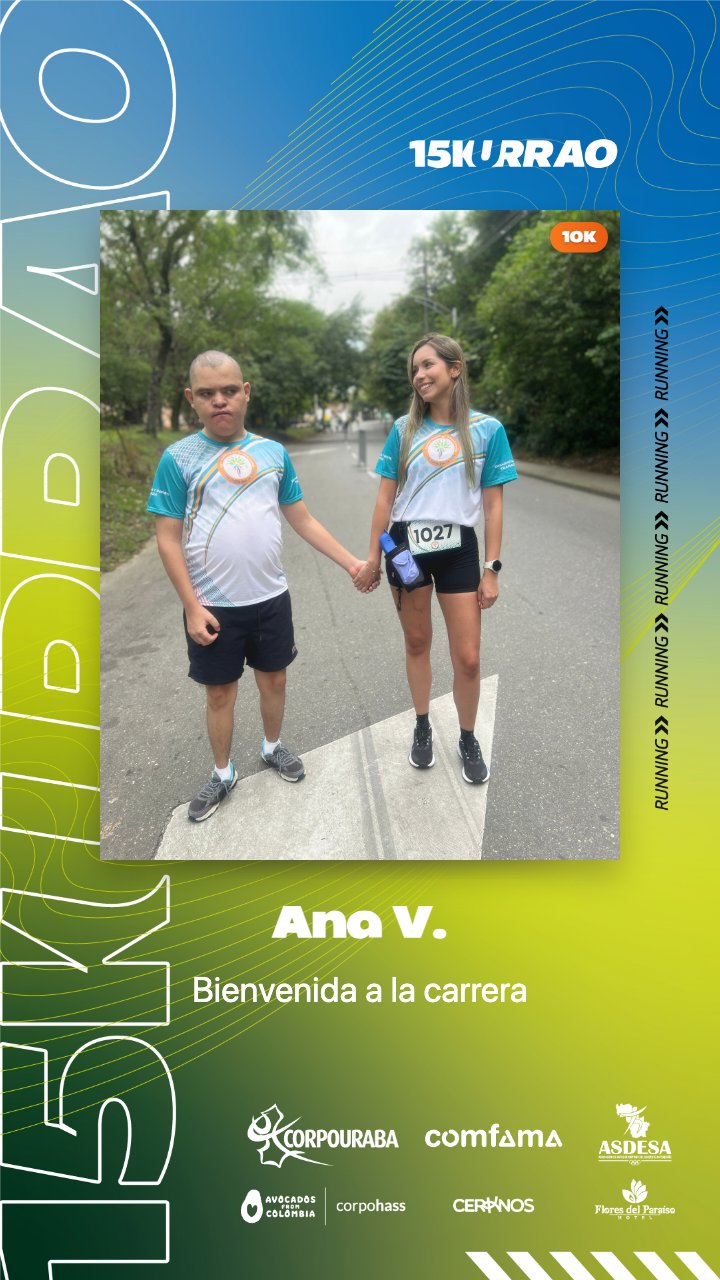 15KURRAO
15KURRAO
10K
1027
RUNNING >> RUNNING >> RUNNING >> RUNNING >> RUNNING >>
Ana V.
Bienvenida a la carrera
CORPOURABA
comfama
ASDESA
AVOCADOS
FROM
COLOMBIA
corpohass
CERKNOS
Flores del Paraíso
HOTEL